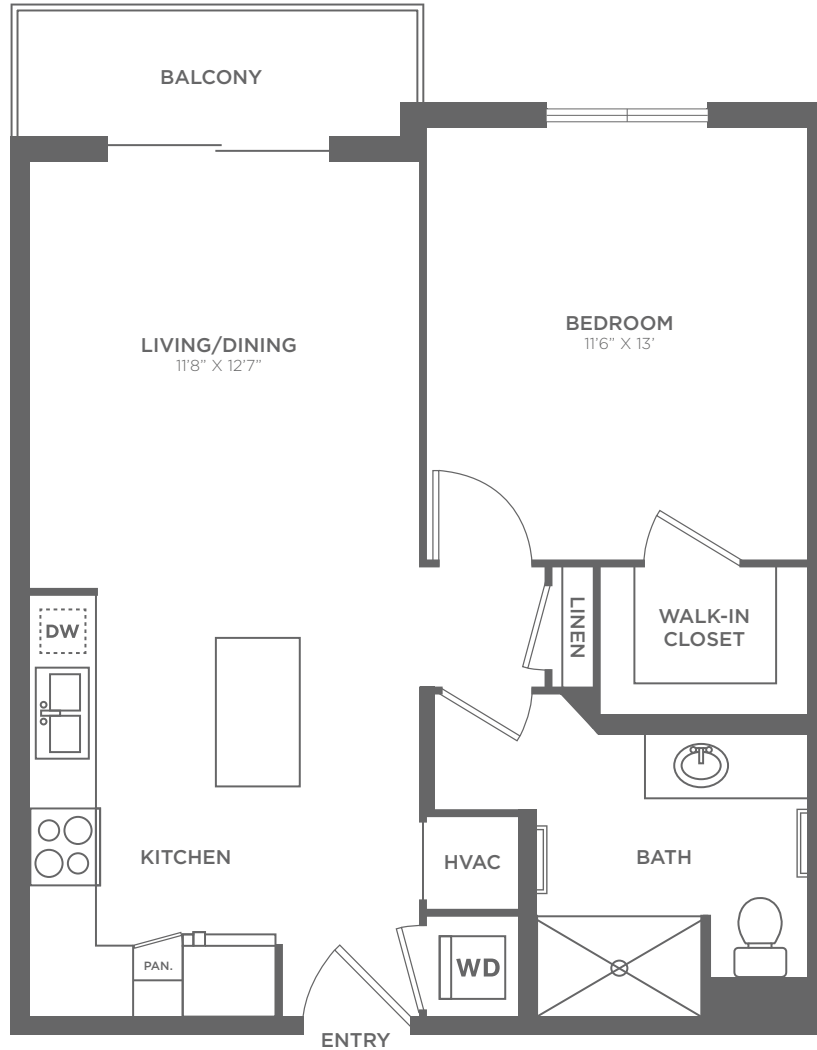 BALCONY
LIVING/DINING
11'8" X 12'7"
BEDROOM
11'6" X 13'
DW
LINEN
WALK-IN
CLOSET
KITCHEN
HVAC
BATH
PAN.
WD
ENTRY